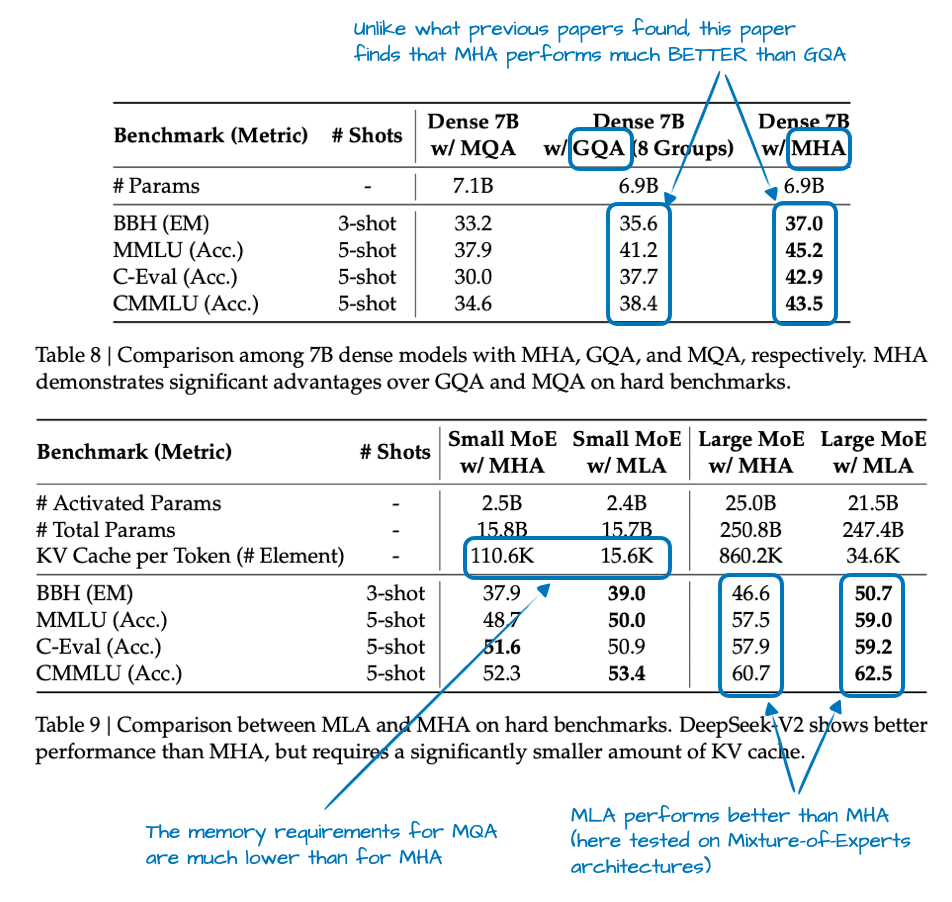 Unlike what previous papers found, this paper
finds that MHA performs much BETTER than GQA
Benchmark (Metric) # Shots Dense 7B w/ MQA Dense 7B w/ GQA (8 Groups) Dense 7B w/ MHA
# Params - 7.1B 6.9B 6.9B
BBH (EM) 3-shot 33.2 35.6 37.0
MMLU (Acc.) 5-shot 37.9 41.2 45.2
C-Eval (Acc.) 5-shot 30.0 37.7 42.9
CMMLU (Acc.) 5-shot 34.6 38.4 43.5
Table 8 | Comparison among 7B dense models with MHA, GQA, and MQA, respectively. MHA
demonstrates significant advantages over GQA and MQA on hard benchmarks.
Benchmark (Metric) # Shots Small MoE w/ MHA Small MoE w/ MLA Large MoE w/ MHA Large MoE w/ MLA
# Activated Params - 2.5B 2.4B 25.0B 21.5B
# Total Params - 15.8B 15.7B 250.8B 247.4B
KV Cache per Token (# Element) - 110.6K 15.6K 860.2K 34.6K
BBH (EM) 3-shot 37.9 39.0 46.6 50.7
MMLU (Acc.) 5-shot 48.7 50.0 57.5 59.0
C-Eval (Acc.) 5-shot 51.6 50.9 57.9 59.2
CMMLU (Acc.) 5-shot 52.3 53.4 60.7 62.5
Table 9 | Comparison between MLA and MHA on hard benchmarks. DeepSeek-V2 shows better
performance than MHA, but requires a significantly smaller amount of KV cache.
The memory requirements for MQA
are much lower than for MHA
MLA performs better than MHA
(here tested on Mixture-of-Experts
architectures)